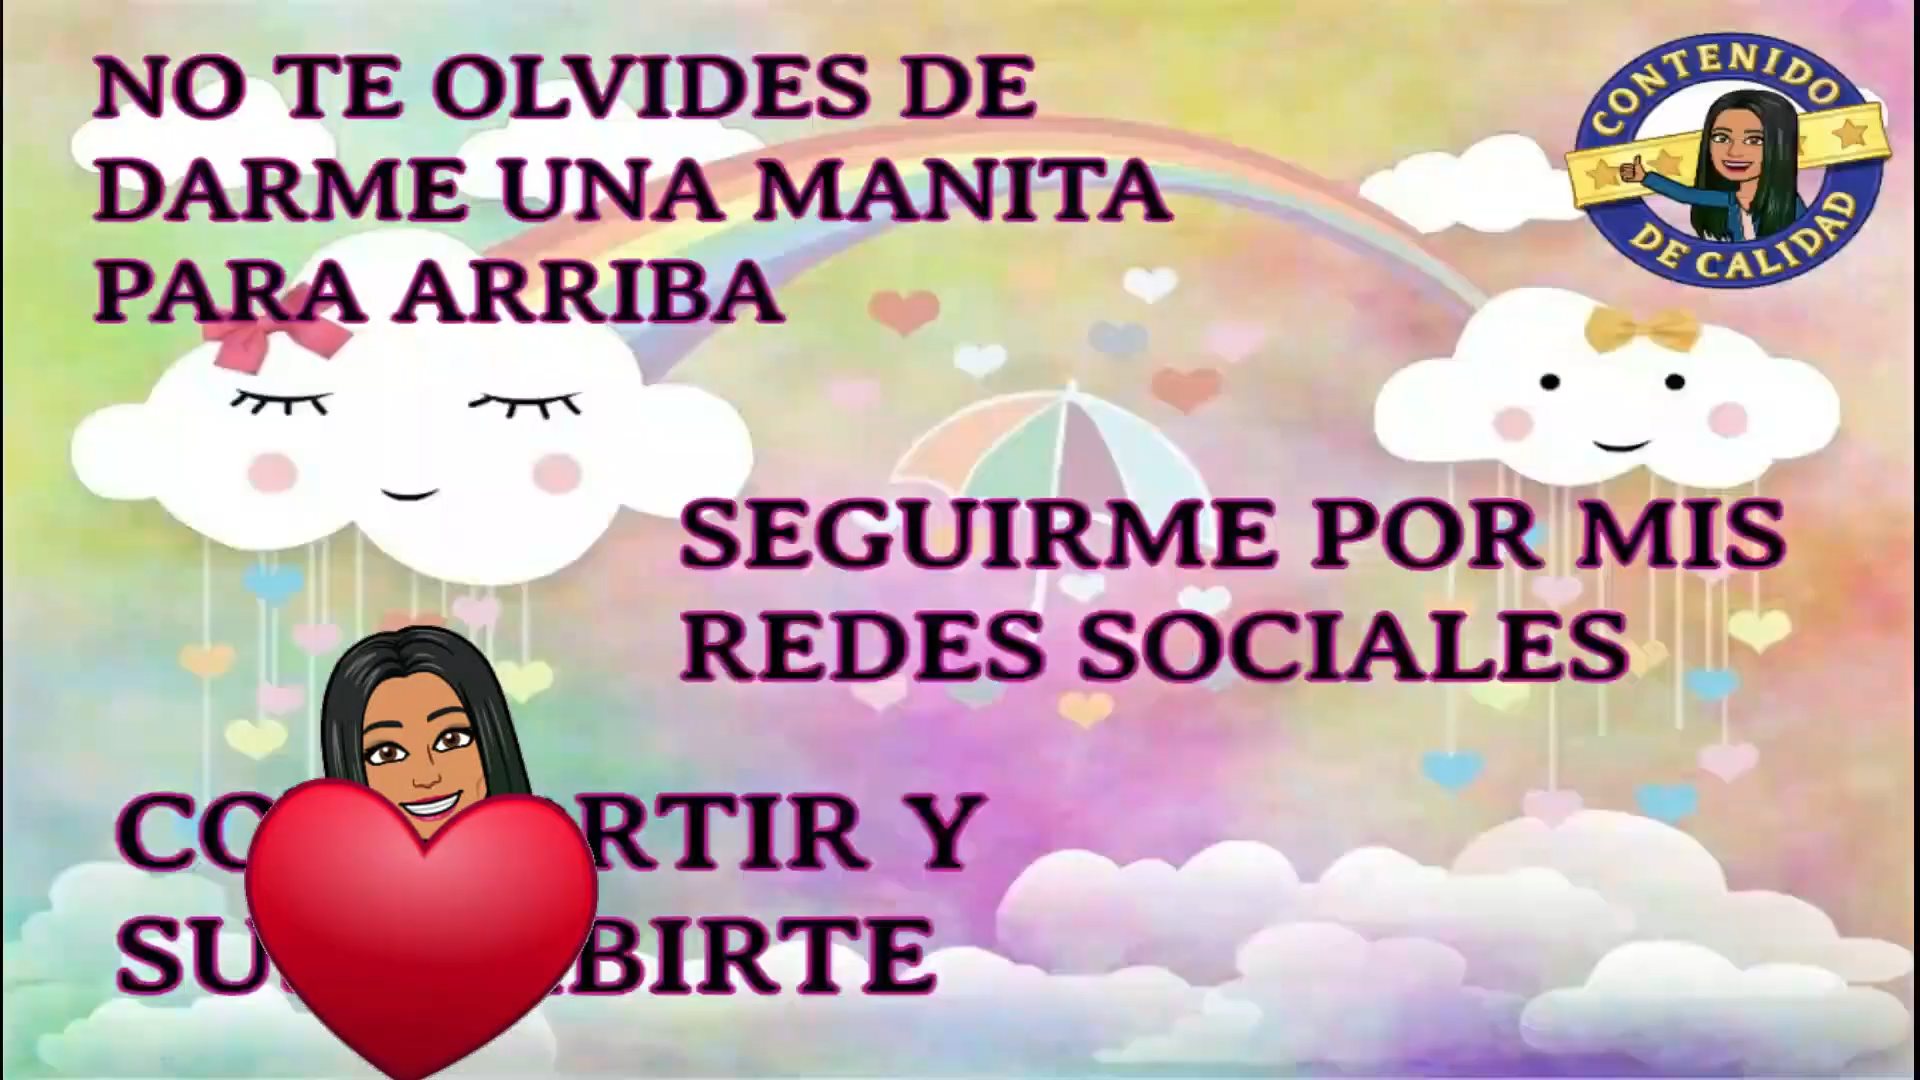 NO TE OLVIDES DE
DARME UNA MANITA
PARA ARRIBA
CONTENIDO
DE CALIDAD
SEGUIRME POR MIS
REDES SOCIALES
Y